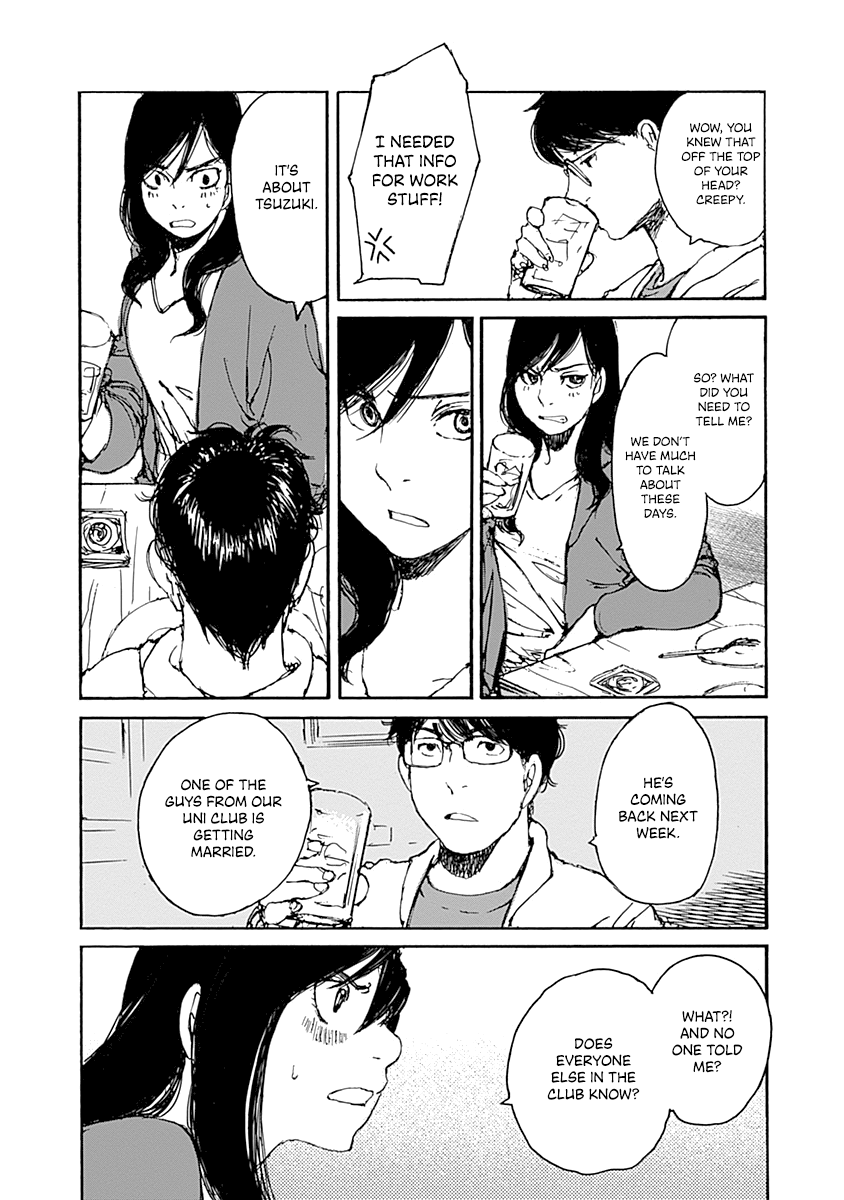 WOW, YOU
KNEW THAT
OFF THE TOP
OF YOUR
HEAD?
CREEPY.
I NEEDED
THAT INFO
FOR WORK
STUFF!
IT'S
ABOUT
TSUZUKI.
SO? WHAT
DID YOU
NEED TO
TELL ME?
WE DON'T
HAVE MUCH
TO TALK
ABOUT
THESE
DAYS.
HE'S
COMING
BACK NEXT
WEEK.
ONE OF THE
GUYS FROM OUR
UNI CLUB IS
GETTING
MARRIED.
WHAT?!
AND NO
ONE TOLD
ME?
DOES
EVERYONE
ELSE IN THE
CLUB KNOW?